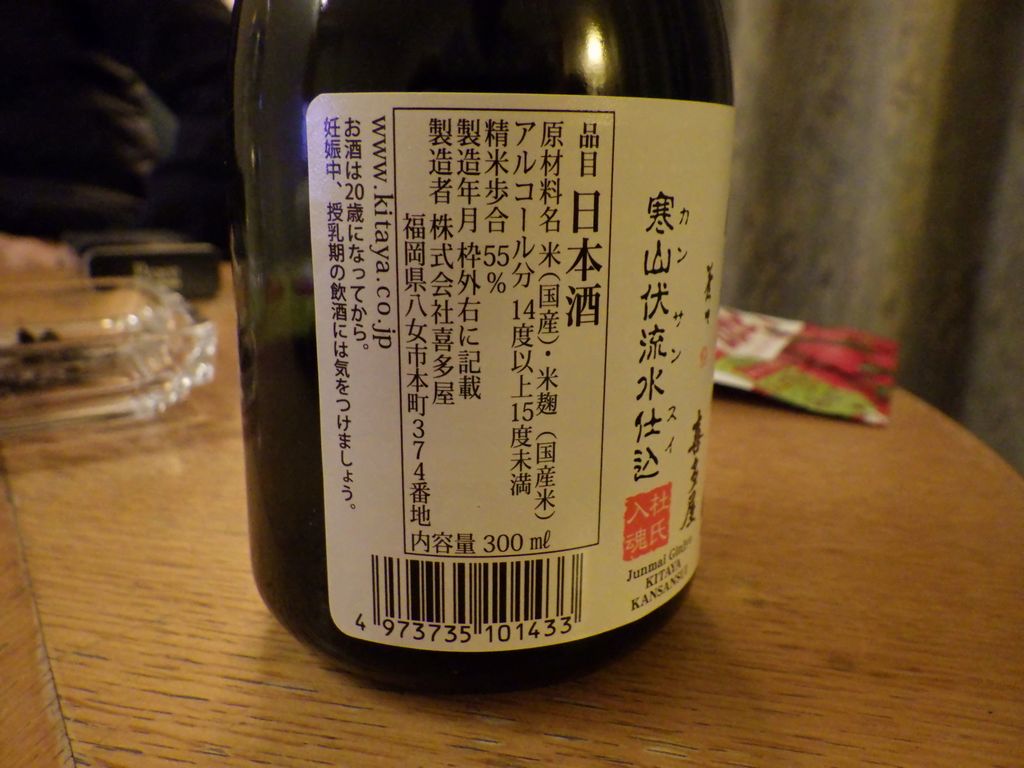 寒山伏流水仕込
カンサンスイ
喜多屋
杜氏
入魂
Junmai Ginjo
KITAYA
KANSANSUI
品目 日本酒
原材料名 米(国産)・米麹(国産米)
アルコール分 14度以上15度未満
精米歩合 55%
製造年月 枠外右に記載
製造者 株式会社喜多屋
福岡県八女市本町374番地
内容量 300 ml
www.kitaya.co.jp
お酒は20歳になってから。
妊娠中、授乳期の飲酒には気をつけましょう。
4 973735 101433